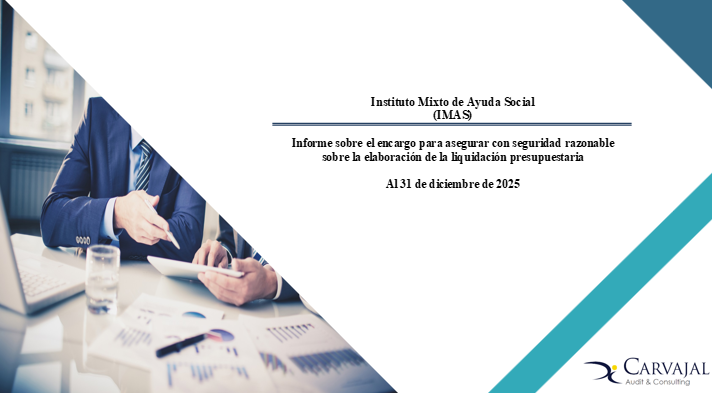 Instituto Mixto de Ayuda Social
(IMAS)
Informe sobre el encargo para asegurar con seguridad razonable
sobre la elaboración de la liquidación presupuestaria
Al 31 de diciembre de 2025
CARVAJAL
Audit & Consulting